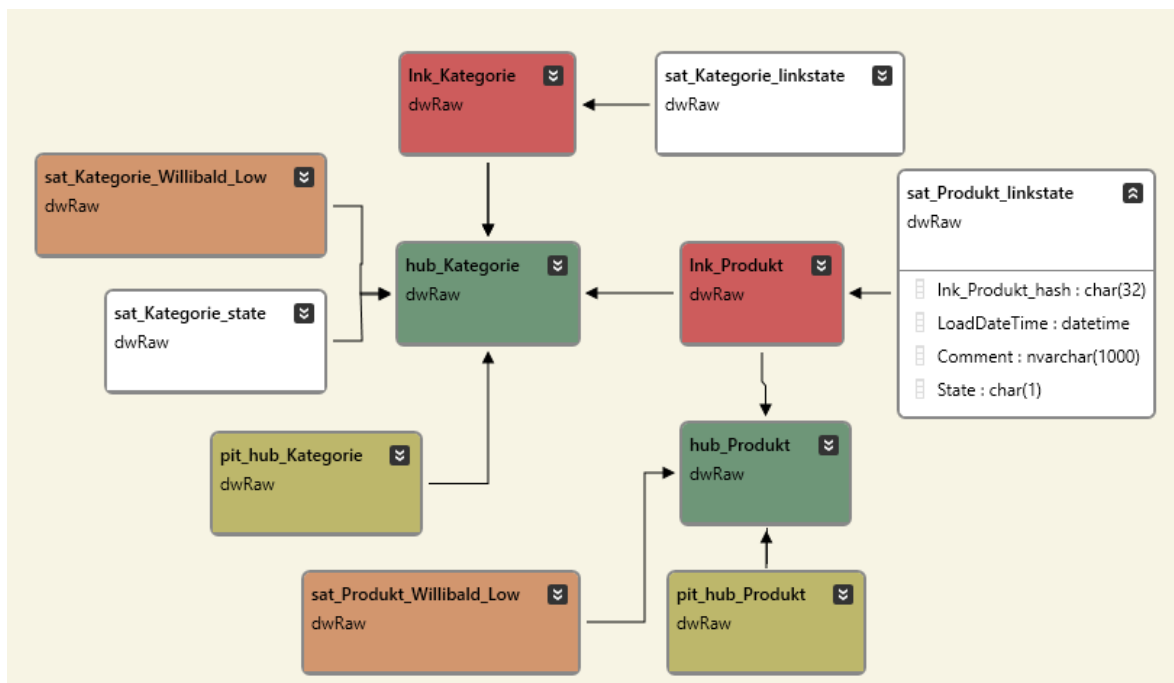 lnk_Kategorie
dwRaw
sat_Kategorie_linkstate
dwRaw
sat_Kategorie_Willibald_Low
dwRaw
sat_Produkt_linkstate
dwRaw
lnk_Produkt_hash : char(32)
LoadDateTime : datetime
Comment : nvarchar(1000)
State : char(1)
hub_Kategorie
dwRaw
lnk_Produkt
dwRaw
sat_Kategorie_state
dwRaw
pit_hub_Kategorie
dwRaw
hub_Produkt
dwRaw
sat_Produkt_Willibald_Low
dwRaw
pit_hub_Produkt
dwRaw